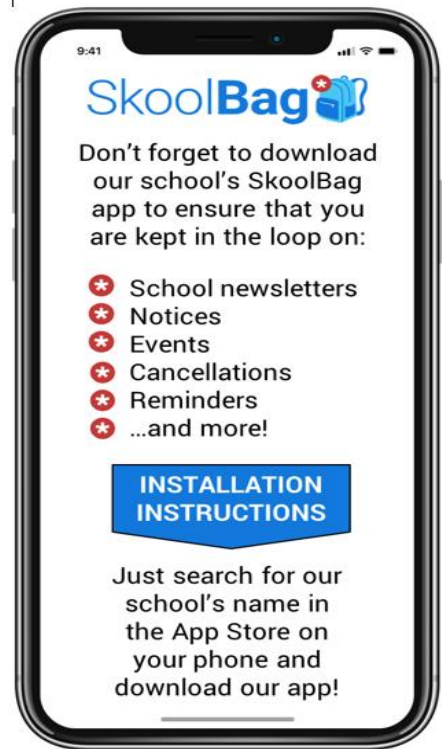 9:41
SkoolBag
Don't forget to download
our school's SkoolBag
app to ensure that you
are kept in the loop on:
School newsletters
Notices
Events
Cancellations
Reminders
...and more!
INSTALLATION
INSTRUCTIONS
Just search for our
school's name in
the App Store on
your phone and
download our app!